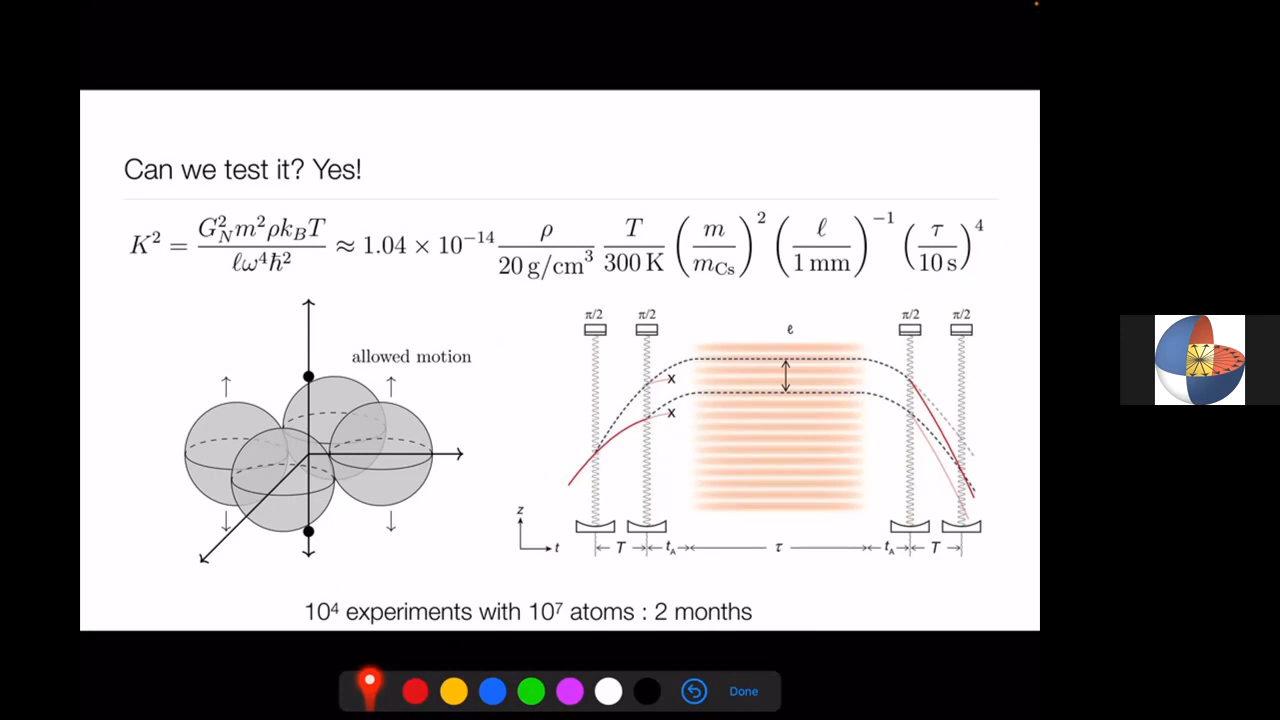 Can we test it? Yes!
K² = G_N² m² ρ k_B T / ℓω⁴ħ² ≈ 1.04 × 10⁻¹⁴ ρ / 20 g/cm³ T / 300 K (m / m_Cs)² (ℓ / 1 mm)⁻¹ (τ / 10 s)⁴
π/2 π/2 ℓ π/2 π/2
allowed motion
x
x
z
t
T t_A τ t_A T
10⁴ experiments with 10⁷ atoms : 2 months
Done